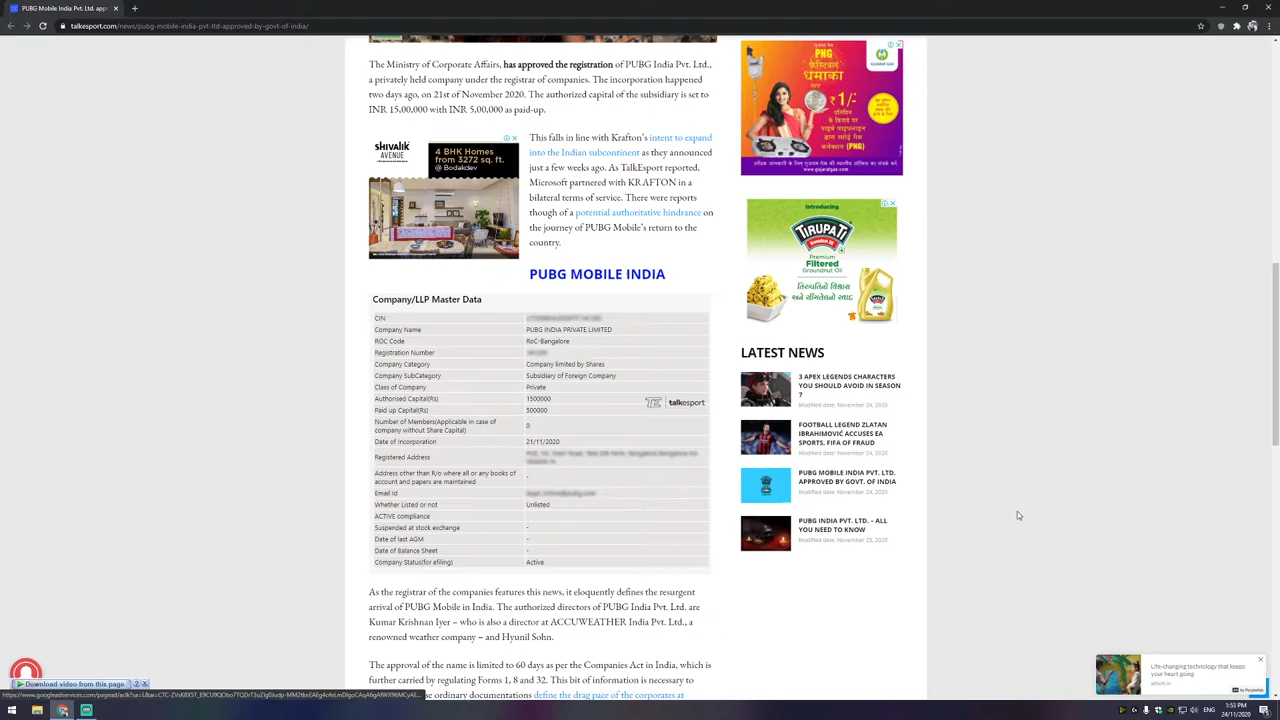 PUBG Mobile India Pvt. Ltd. app
talkesport.com/news/pubg-mobile-india-pvt-ltd-approved-by-govt-of-india/
The Ministry of Corporate Affairs, has approved the registration of PUBG India Pvt. Ltd.,
a privately held company under the registrar of companies. The incorporation happened
two days ago, on 21st of November 2020. The authorized capital of the subsidiary is set to
INR 15,00,000 with INR 5,00,000 as paid-up.
SHIVALIK
AVENUE
4 BHK Homes
from 3272 sq. ft.
@ Bodakdev
This falls in line with Krafton's intent to expand
into the Indian subcontinent as they announced
just a few weeks ago. As TalkEsport reported.
Microsoft partnered with KRAFTON in a
bilateral terms of service. There were reports
though of a potential authoritative hindrance on
the journey of PUBG Mobile's return to the
country.
PUBG MOBILE INDIA
Company/LLP Master Data
CIN
Company Name PUBG INDIA PRIVATE LIMITED
ROC Code RoC-Bangalore
Registration Number
Company Category Company limited by Shares
Company SubCategory Subsidiary of Foreign Company
Class of Company Private
Authorised Capital(Rs) 1500000
Paid up Capital(Rs) 500000
Number of Members(Applicable in case of
company without Share Capital) 0
Date of Incorporation 21/11/2020
Registered Address
Address other than R/o where all or any books of
account and papers are maintained -
Email Id
Whether Listed or not Unlisted
ACTIVE compliance
Suspended at stock exchange -
Date of last AGM -
Date of Balance Sheet -
Company Status(for efiling) Active
TE talkesport
As the registrar of the companies features this news, it eloquently defines the resurgent
arrival of PUBG Mobile in India. The authorized directors of PUBG India Pvt. Ltd. are
Kumar Krishnan Iyer – who is also a director at ACCUWEATHER India Pvt. Ltd., a
renowned weather company – and Hyunil Sohn.
The approval of the name is limited to 60 days as per the Companies Act in India, which is
further carried by regulating Forms 1, 8 and 32. This bit of information is necessary to
se ordinary documentations define the drag pace of the corporates at
PNG
ધમાકા
₹1/-
(PNG)
GUJARAT GAS
www.gujaratgas.com
Introducing
TIRUPATI
Premium
Filtered
Groundnut Oil
તિરુપતિનો વિશ્વાસ
અને સીંગતેલનો સ્વાદ
LATEST NEWS
3 APEX LEGENDS CHARACTERS
YOU SHOULD AVOID IN SEASON
7
Modified date: November 24, 2020
FOOTBALL LEGEND ZLATAN
IBRAHIMOVIĆ ACCUSES EA
SPORTS, FIFA OF FRAUD
Modified date: November 24, 2020
PUBG MOBILE INDIA PVT. LTD.
APPROVED BY GOVT. OF INDIA
Modified date: November 24, 2020
PUBG INDIA PVT. LTD – ALL
YOU NEED TO KNOW
Modified date: November 23, 2020
Life-changing technology that keeps
your heart going
Download video from this page
1:53 PM
24/11/2020